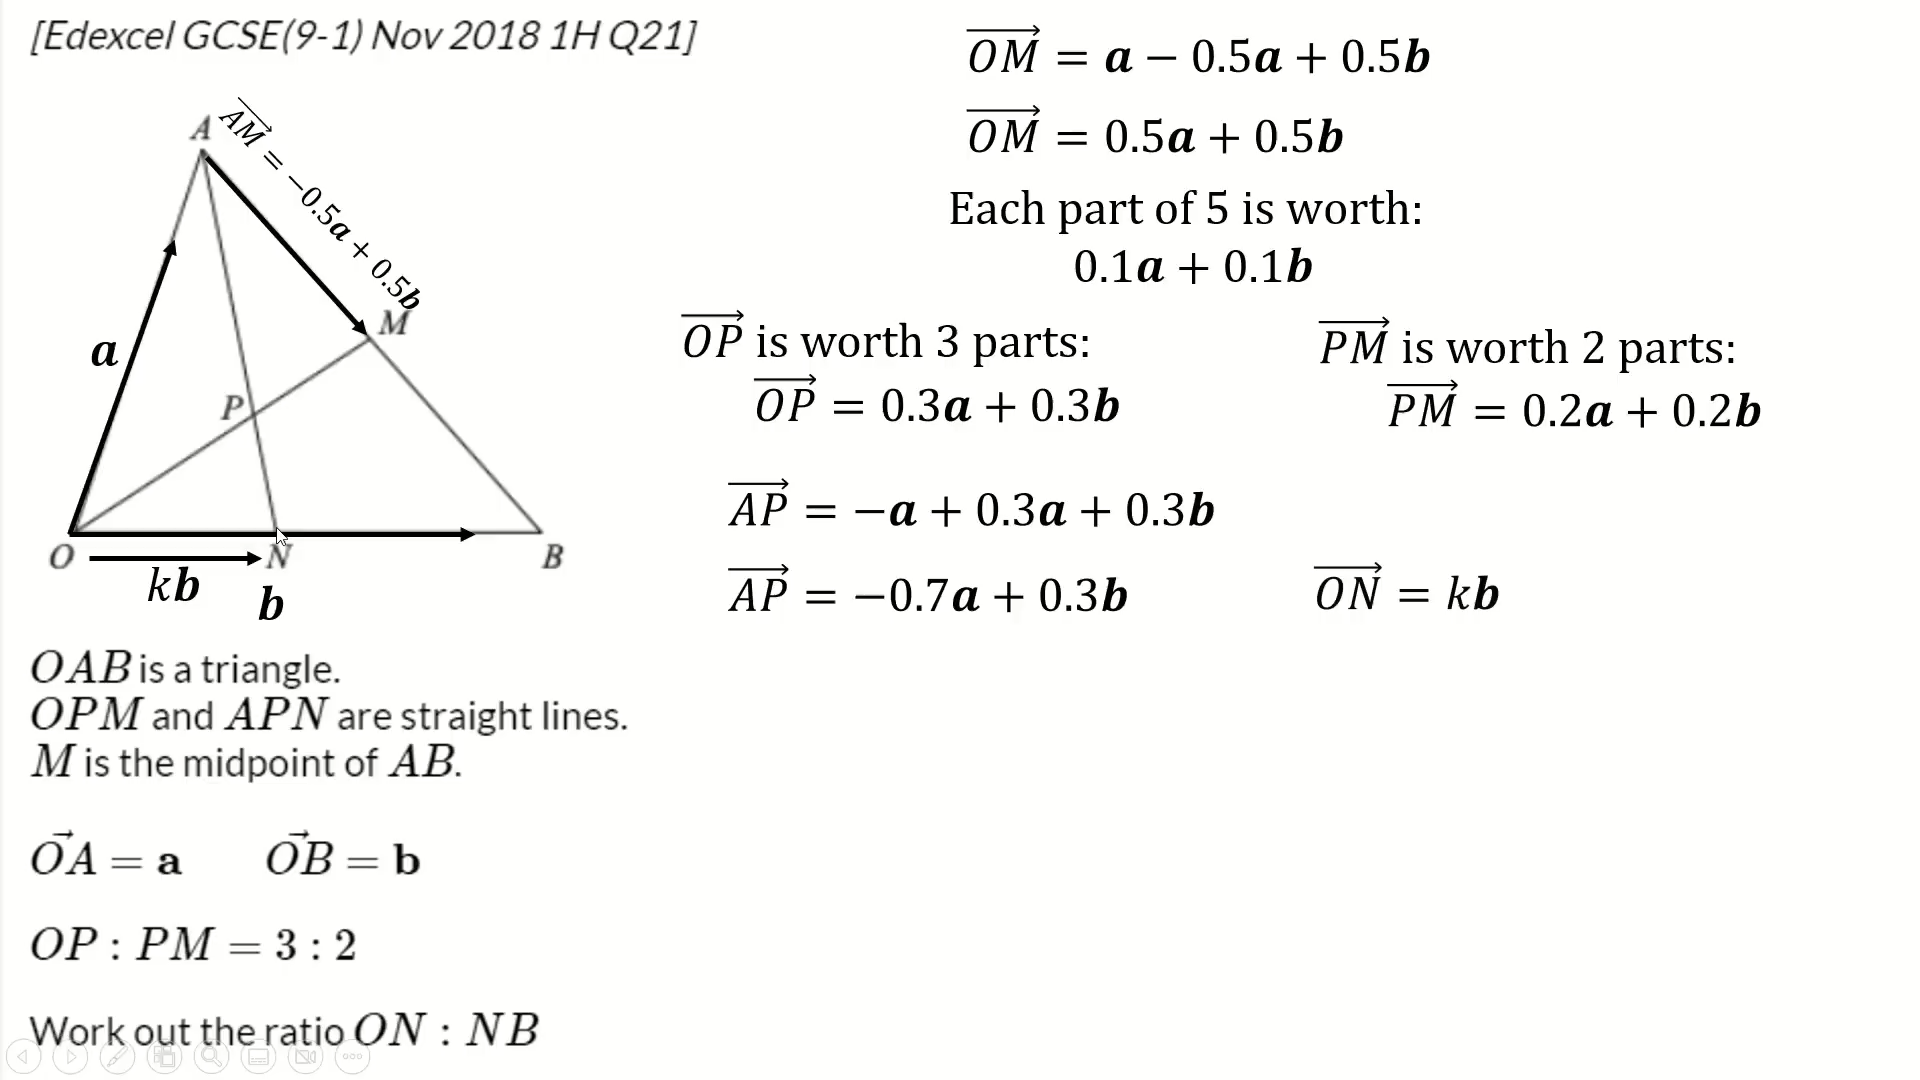 [Edexcel GCSE(9-1) Nov 2018 1H Q21]
A
AM→ = −0.5a + 0.5b
M
a
P
O
N
B
kb
b
OAB is a triangle.
OPM and APN are straight lines.
M is the midpoint of AB.
OA→ = a OB→ = b
OP : PM = 3 : 2
Work out the ratio ON : NB
OM→ = a − 0.5a + 0.5b
OM→ = 0.5a + 0.5b
Each part of 5 is worth:
0.1a + 0.1b
OP→ is worth 3 parts:
OP→ = 0.3a + 0.3b
PM→ is worth 2 parts:
PM→ = 0.2a + 0.2b
AP→ = −a + 0.3a + 0.3b
AP→ = −0.7a + 0.3b
ON→ = kb